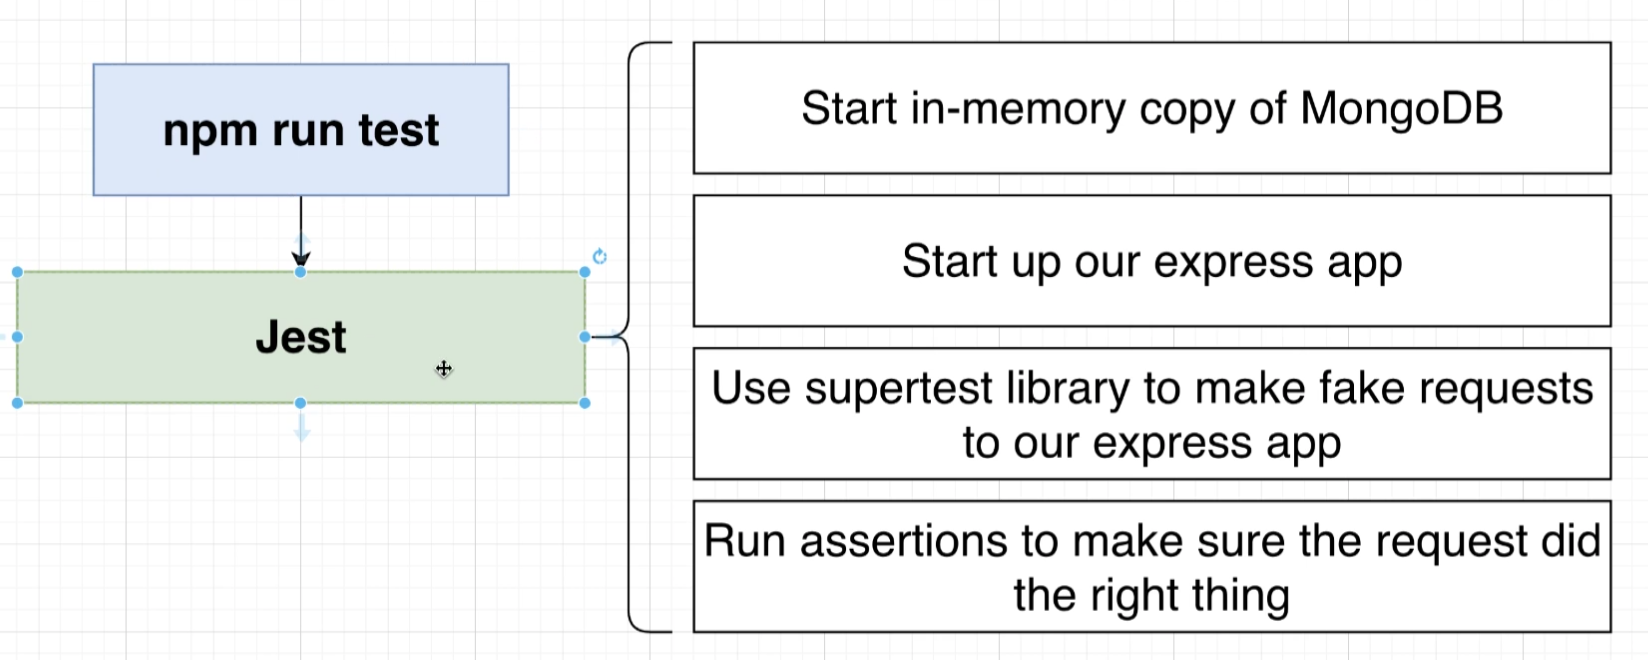 npm run test
Jest
Start in-memory copy of MongoDB
Start up our express app
Use supertest library to make fake requests
to our express app
Run assertions to make sure the request did
the right thing